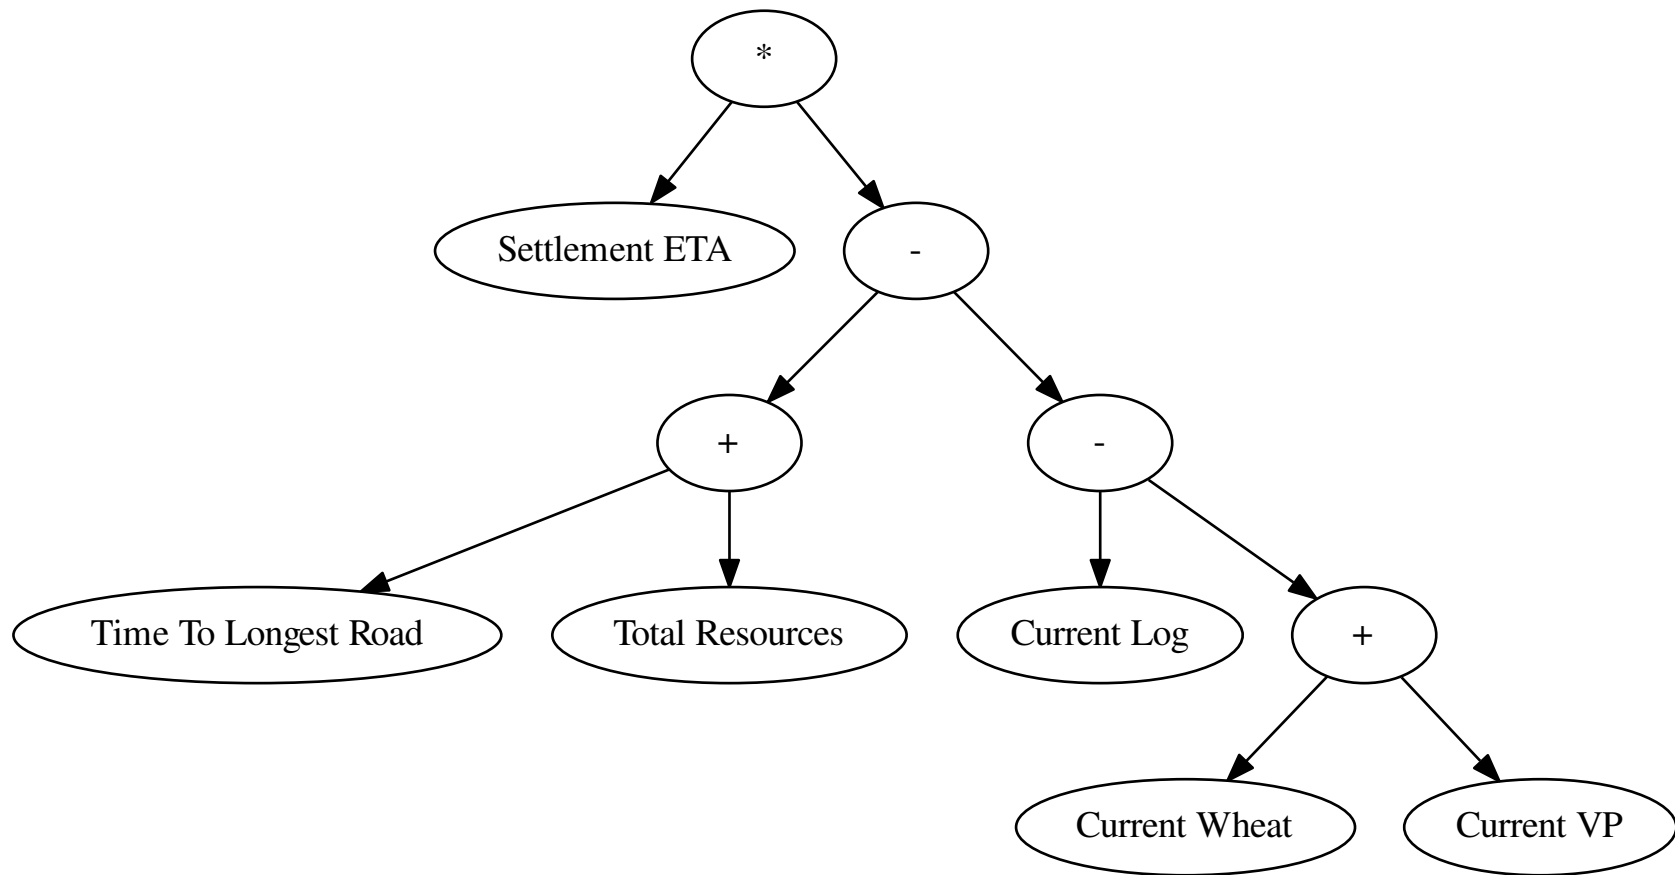 *
Settlement ETA
-
+
-
Time To Longest Road
Total Resources
Current Log
+
Current Wheat
Current VP